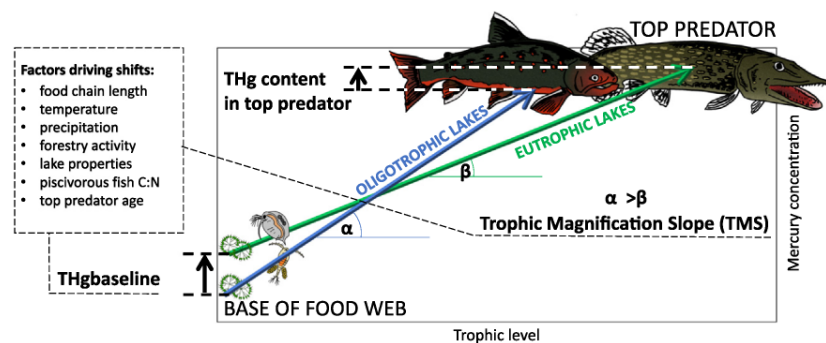 TOP PREDATOR
Factors driving shifts:
• food chain length
• temperature
• precipitation
• forestry activity
• lake properties
• piscivorous fish C:N
• top predator age
THg content
in top predator
OLIGOTROPHIC LAKES
EUTROPHIC LAKES
β
α
α >β
Trophic Magnification Slope (TMS)
Mercury concentration
THgbaseline
BASE OF FOOD WEB
Trophic level